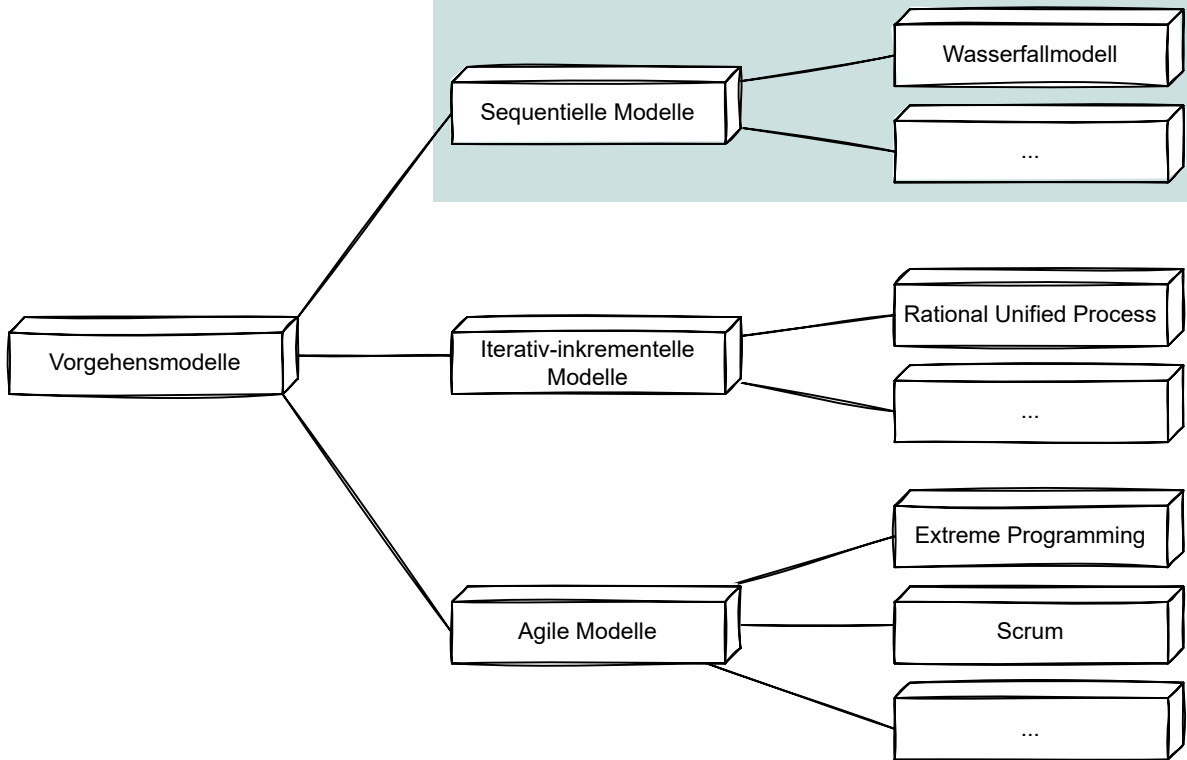 Wasserfallmodell
Sequentielle Modelle
...
Rational Unified Process
Vorgehensmodelle
Iterativ-inkrementelle
Modelle
...
Extreme Programming
Agile Modelle
Scrum
...